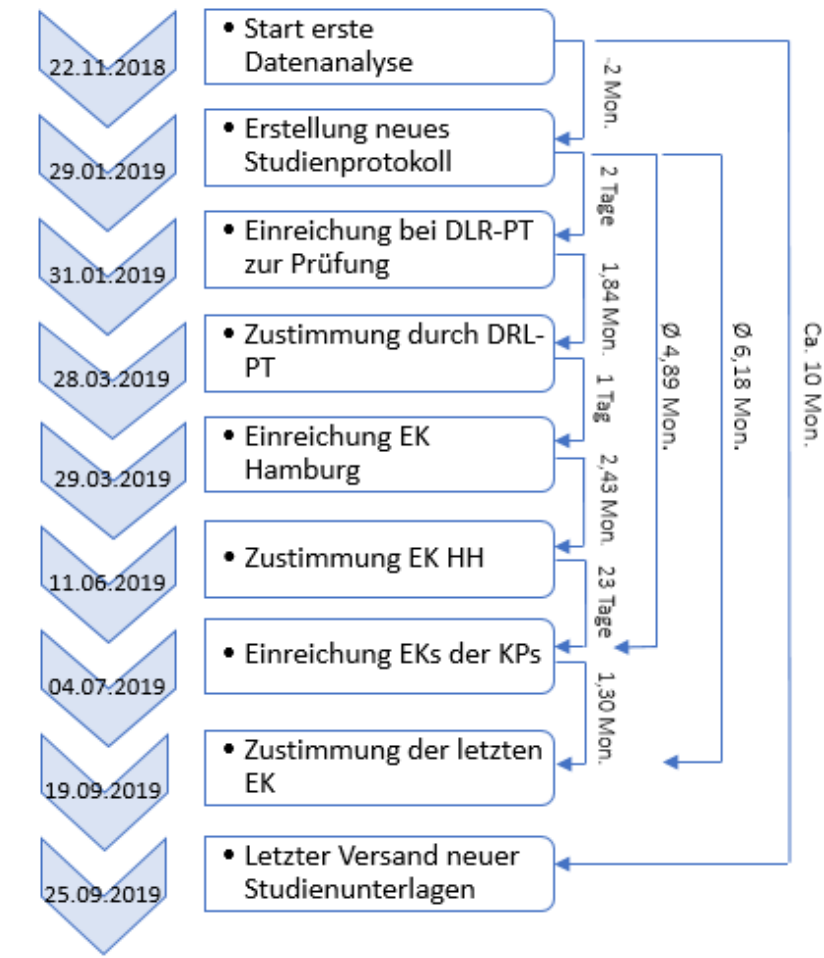 22.11.2018
• Start erste
Datenanalyse
-2 Mon.
29.01.2019
• Erstellung neues
Studienprotokoll
2 Tage
31.01.2019
• Einreichung bei DLR-PT
zur Prüfung
1,84 Mon.
28.03.2019
• Zustimmung durch DRL-
PT
1 Tag
29.03.2019
• Einreichung EK
Hamburg
2,43 Mon.
11.06.2019
• Zustimmung EK HH
23 Tage
04.07.2019
• Einreichung EKs der KPs
1,30 Mon.
19.09.2019
• Zustimmung der letzten
EK
25.09.2019
• Letzter Versand neuer
Studienunterlagen
Ø 4,89 Mon.
Ø 6,18 Mon.
Ca. 10 Mon.